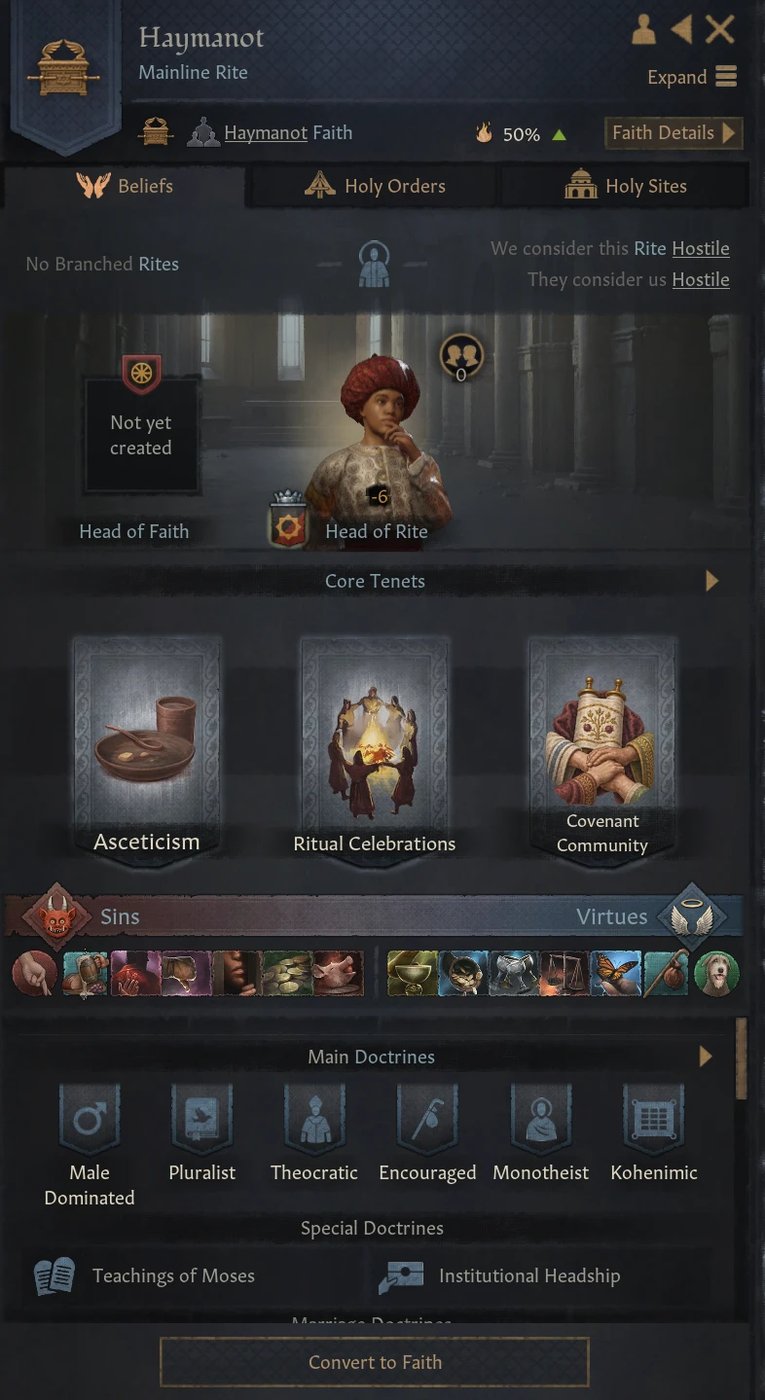 Haymanot
Mainline Rite
Expand
Haymanot Faith
50%
Faith Details
Beliefs
Holy Orders
Holy Sites
No Branched Rites
We consider this Rite Hostile
They consider us Hostile
0
Not yet
created
-6
Head of Faith
Head of Rite
Core Tenets
Asceticism
Ritual Celebrations
Covenant
Community
Sins
Virtues
Main Doctrines
Male
Dominated
Pluralist
Theocratic
Encouraged
Monotheist
Kohenimic
Special Doctrines
Teachings of Moses
Institutional Headship
Marriage Doctrines
Convert to Faith